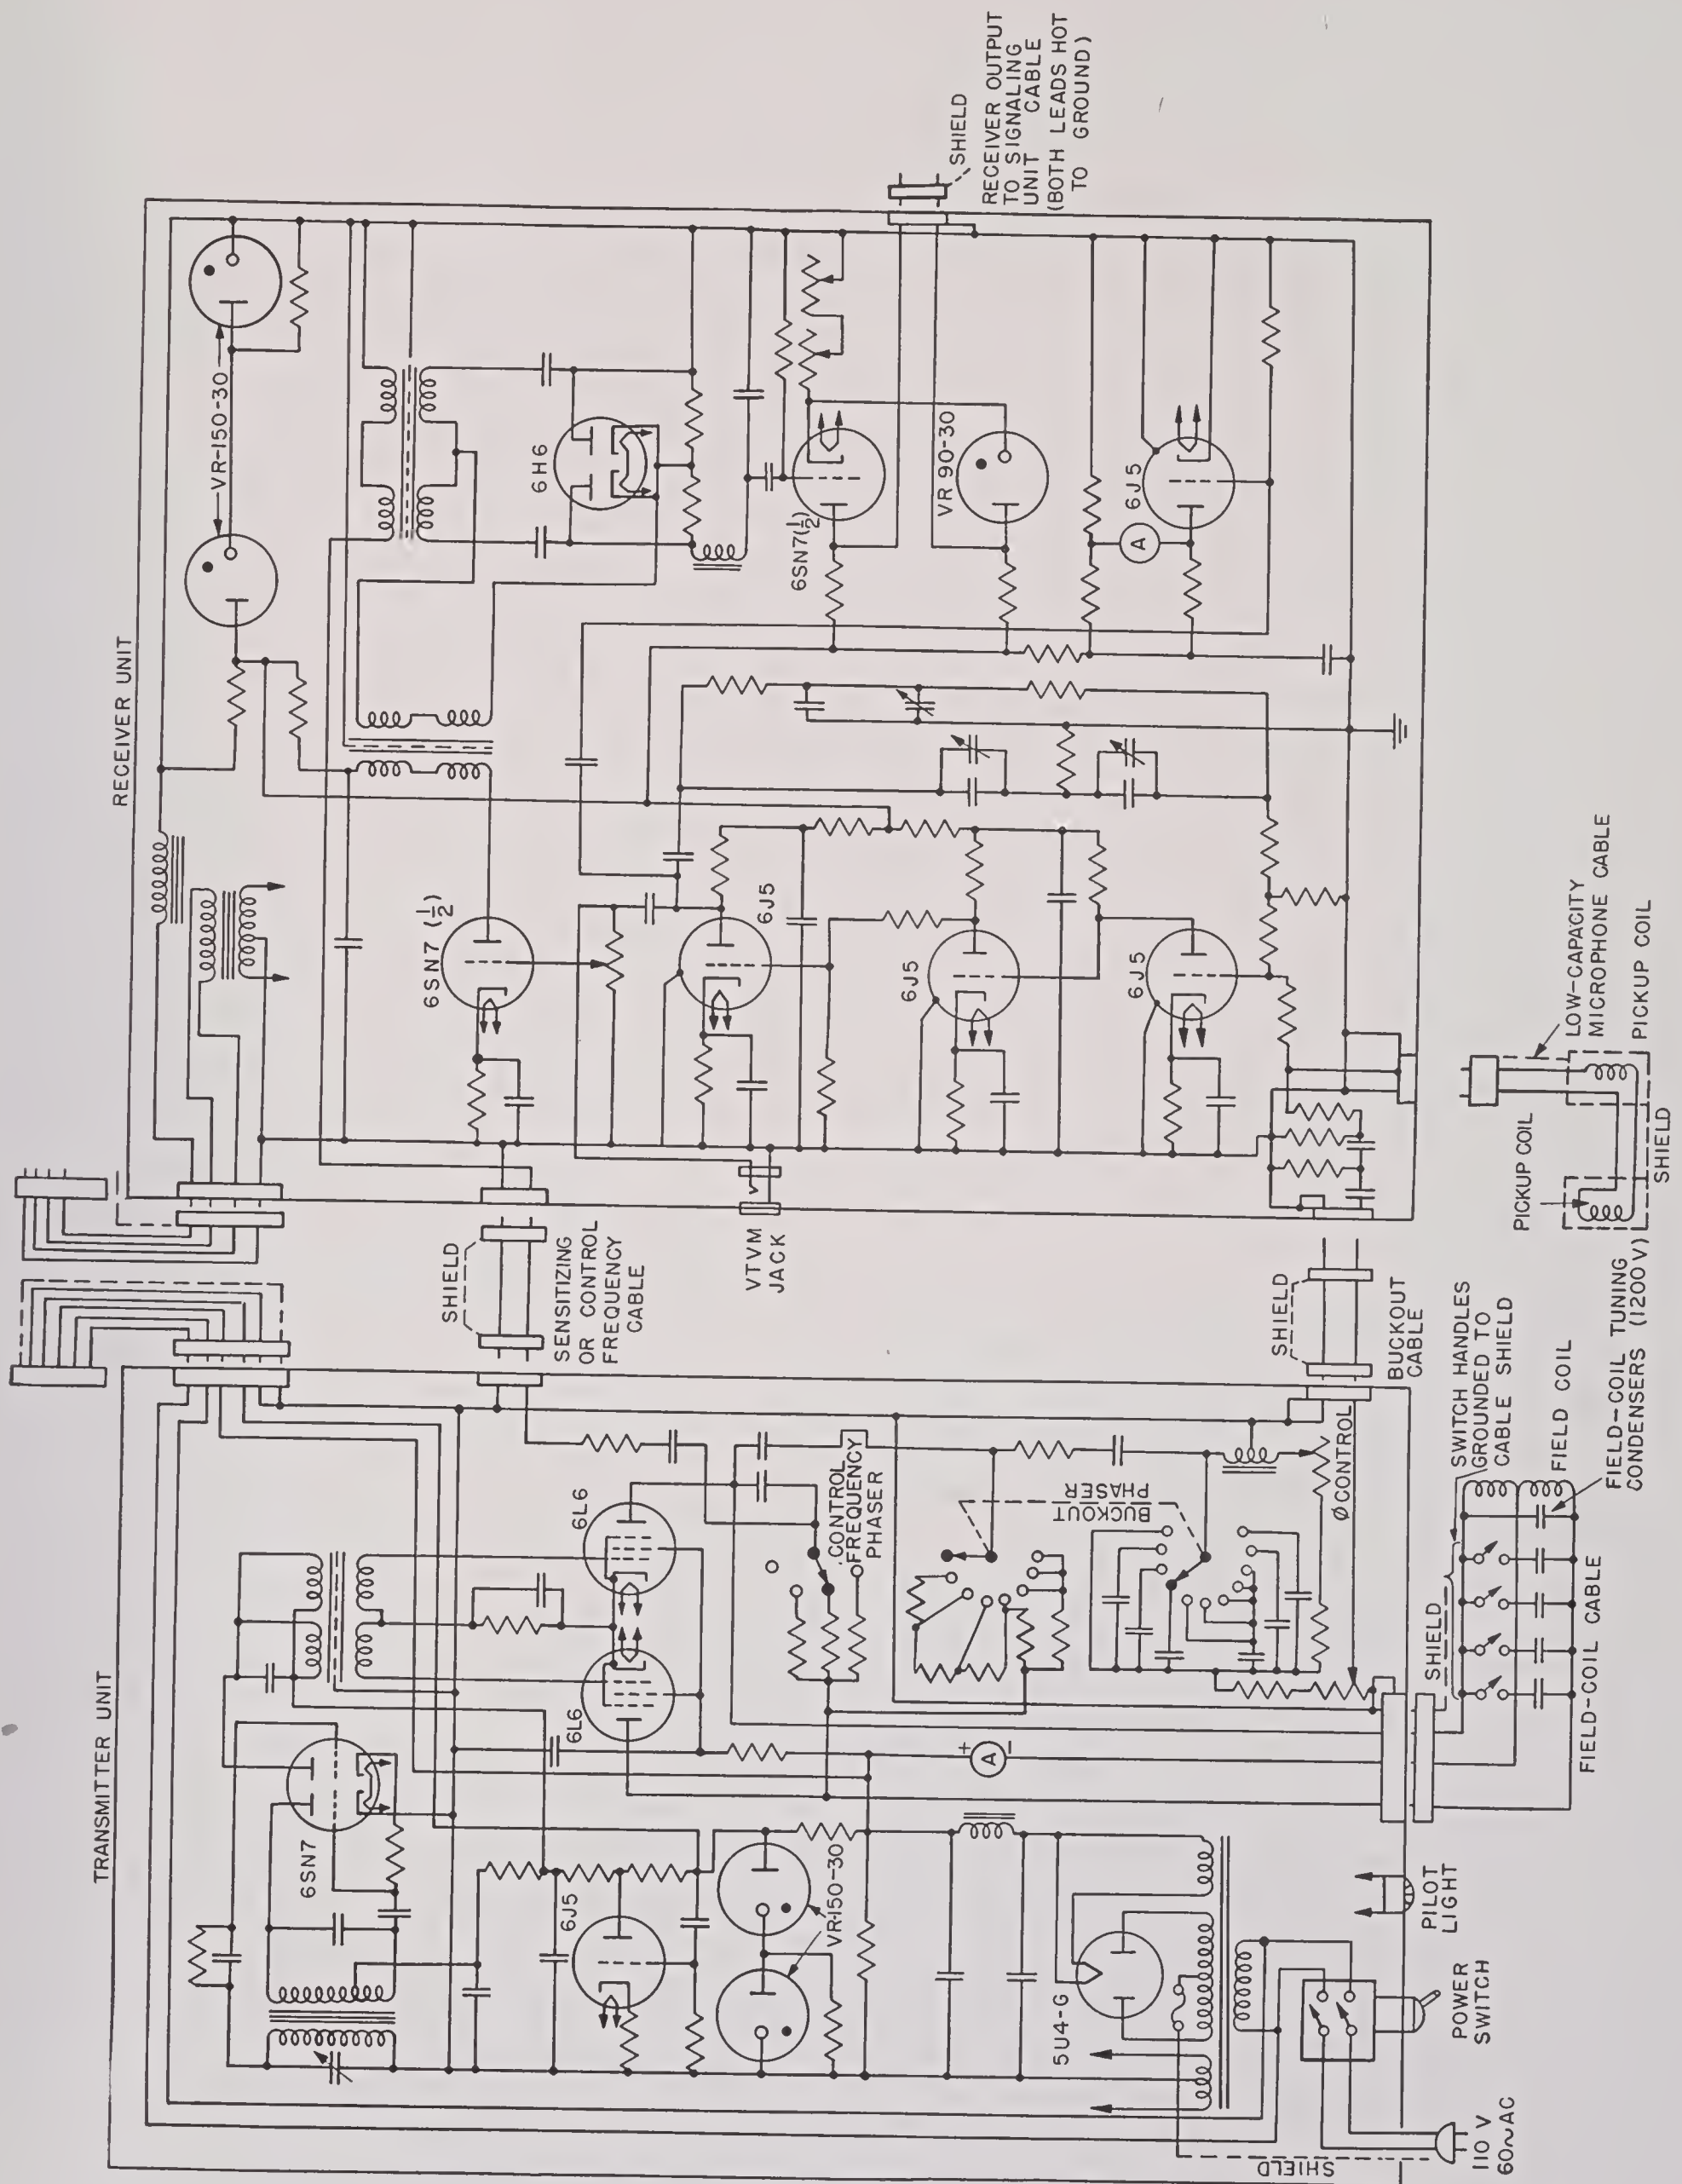 RECEIVER UNIT
VR-150-30
6H6
6SN7(½)
VR 90-30
6J5
A
SHIELD
RECEIVER OUTPUT
TO SIGNALING
UNIT CABLE
(BOTH LEADS HOT
TO GROUND)
6SN7 (½)
6J5
6J5
6J5
SHIELD
SENSITIZING
OR CONTROL
FREQUENCY
CABLE
VTVM
JACK
SHIELD
BUCKOUT
CABLE
LOW-CAPACITY
MICROPHONE CABLE
PICKUP COIL
PICKUP COIL
SHIELD
TRANSMITTER UNIT
6SN7
6L6
6L6
6J5
VR-150-30
5U4-G
+
A
-
CONTROL
FREQUENCY
PHASER
BUCKOUT
PHASER
Ø CONTROL
SWITCH HANDLES
GROUNDED TO
CABLE SHIELD
FIELD COIL
FIELD-COIL TUNING
CONDENSERS (1200 V)
SHIELD
FIELD-COIL CABLE
PILOT
LIGHT
POWER
SWITCH
110 V
60~AC
SHIELD